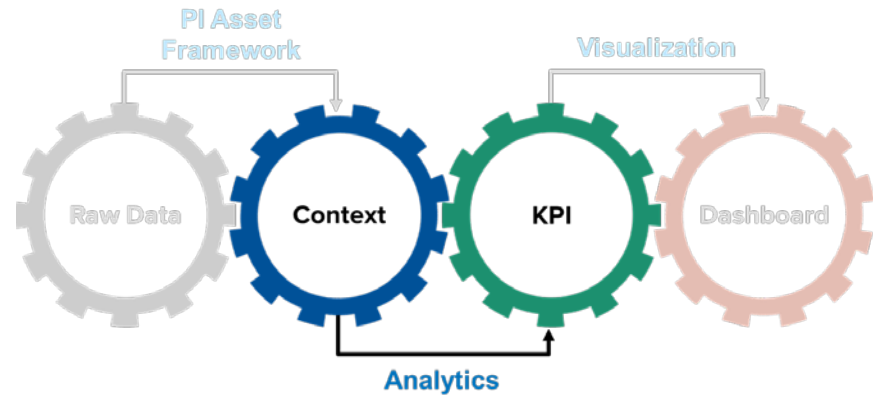 PI Asset
Framework
Visualization
Raw Data
Context
KPI
Dashboard
Analytics